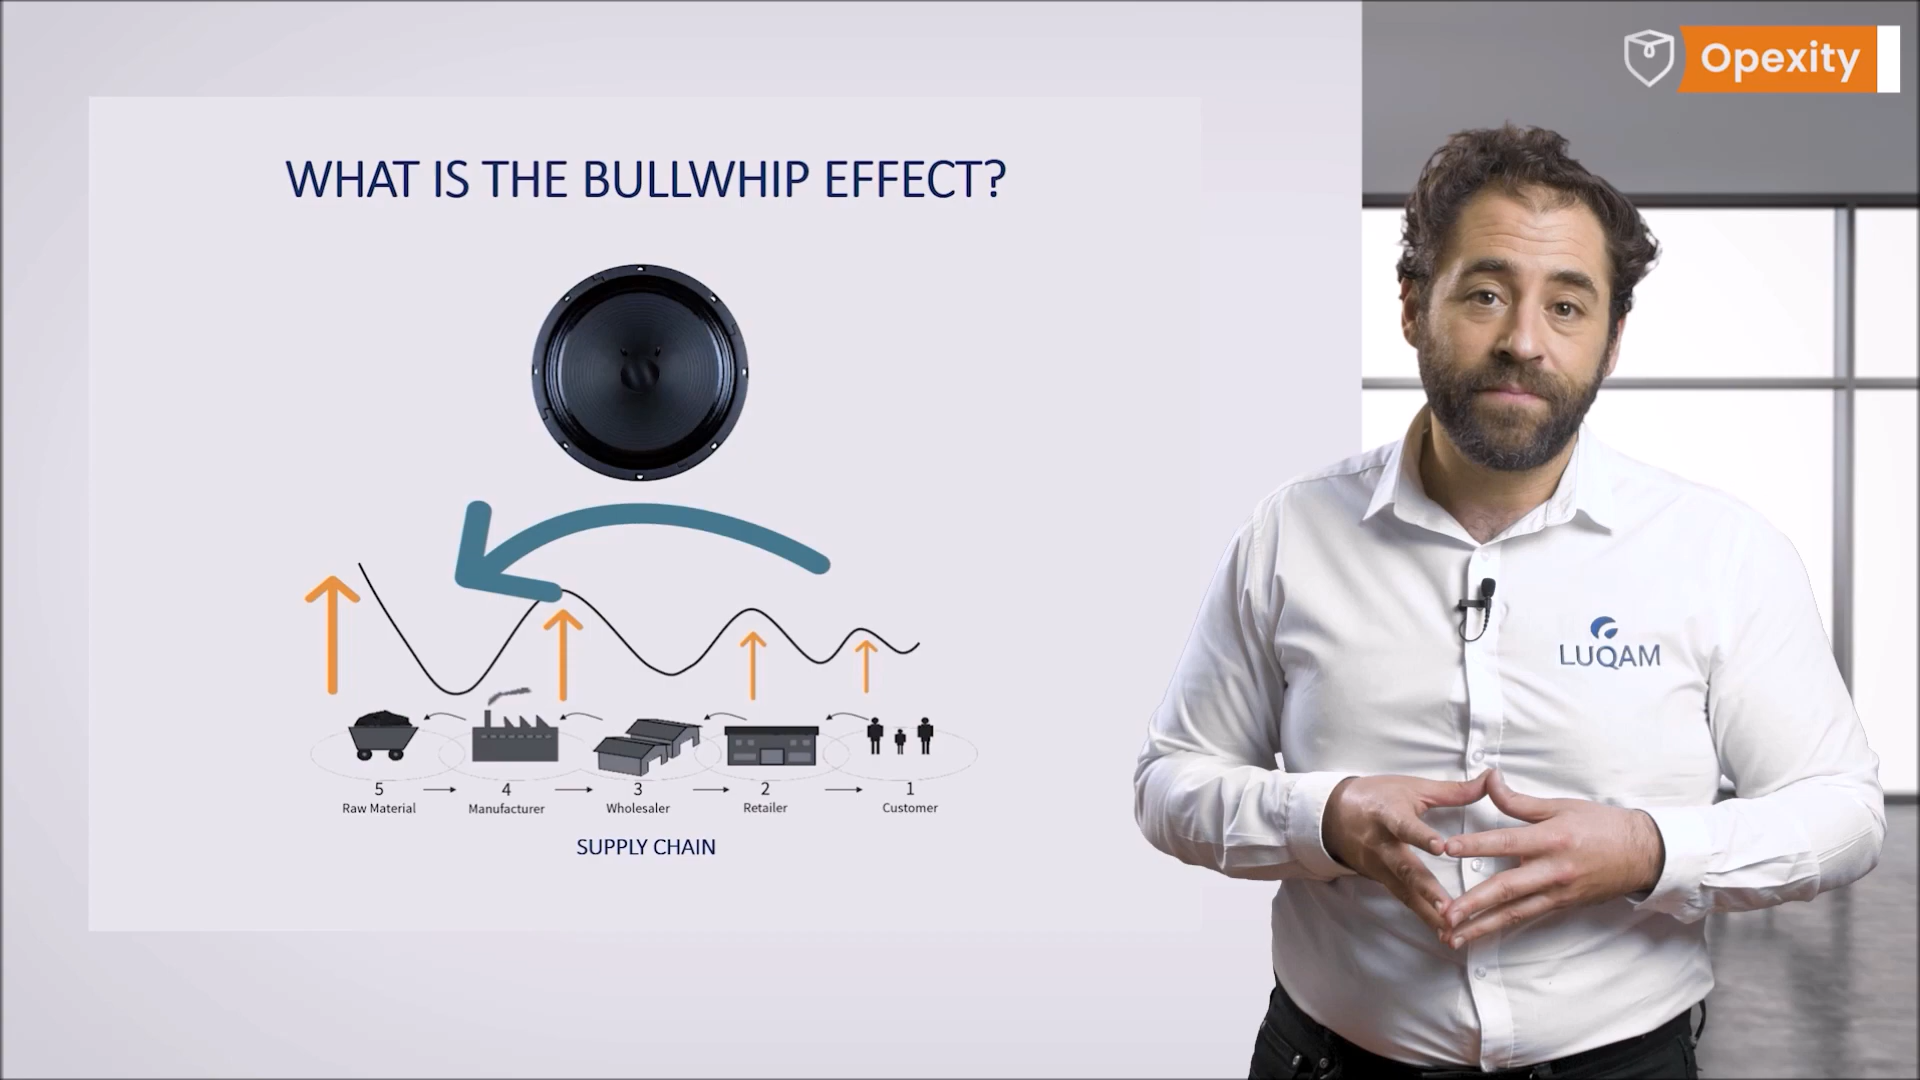 Opexity
WHAT IS THE BULLWHIP EFFECT?
LUQAM
5 4 3 2 1
Raw Material Manufacturer Wholesaler Retailer Customer
SUPPLY CHAIN